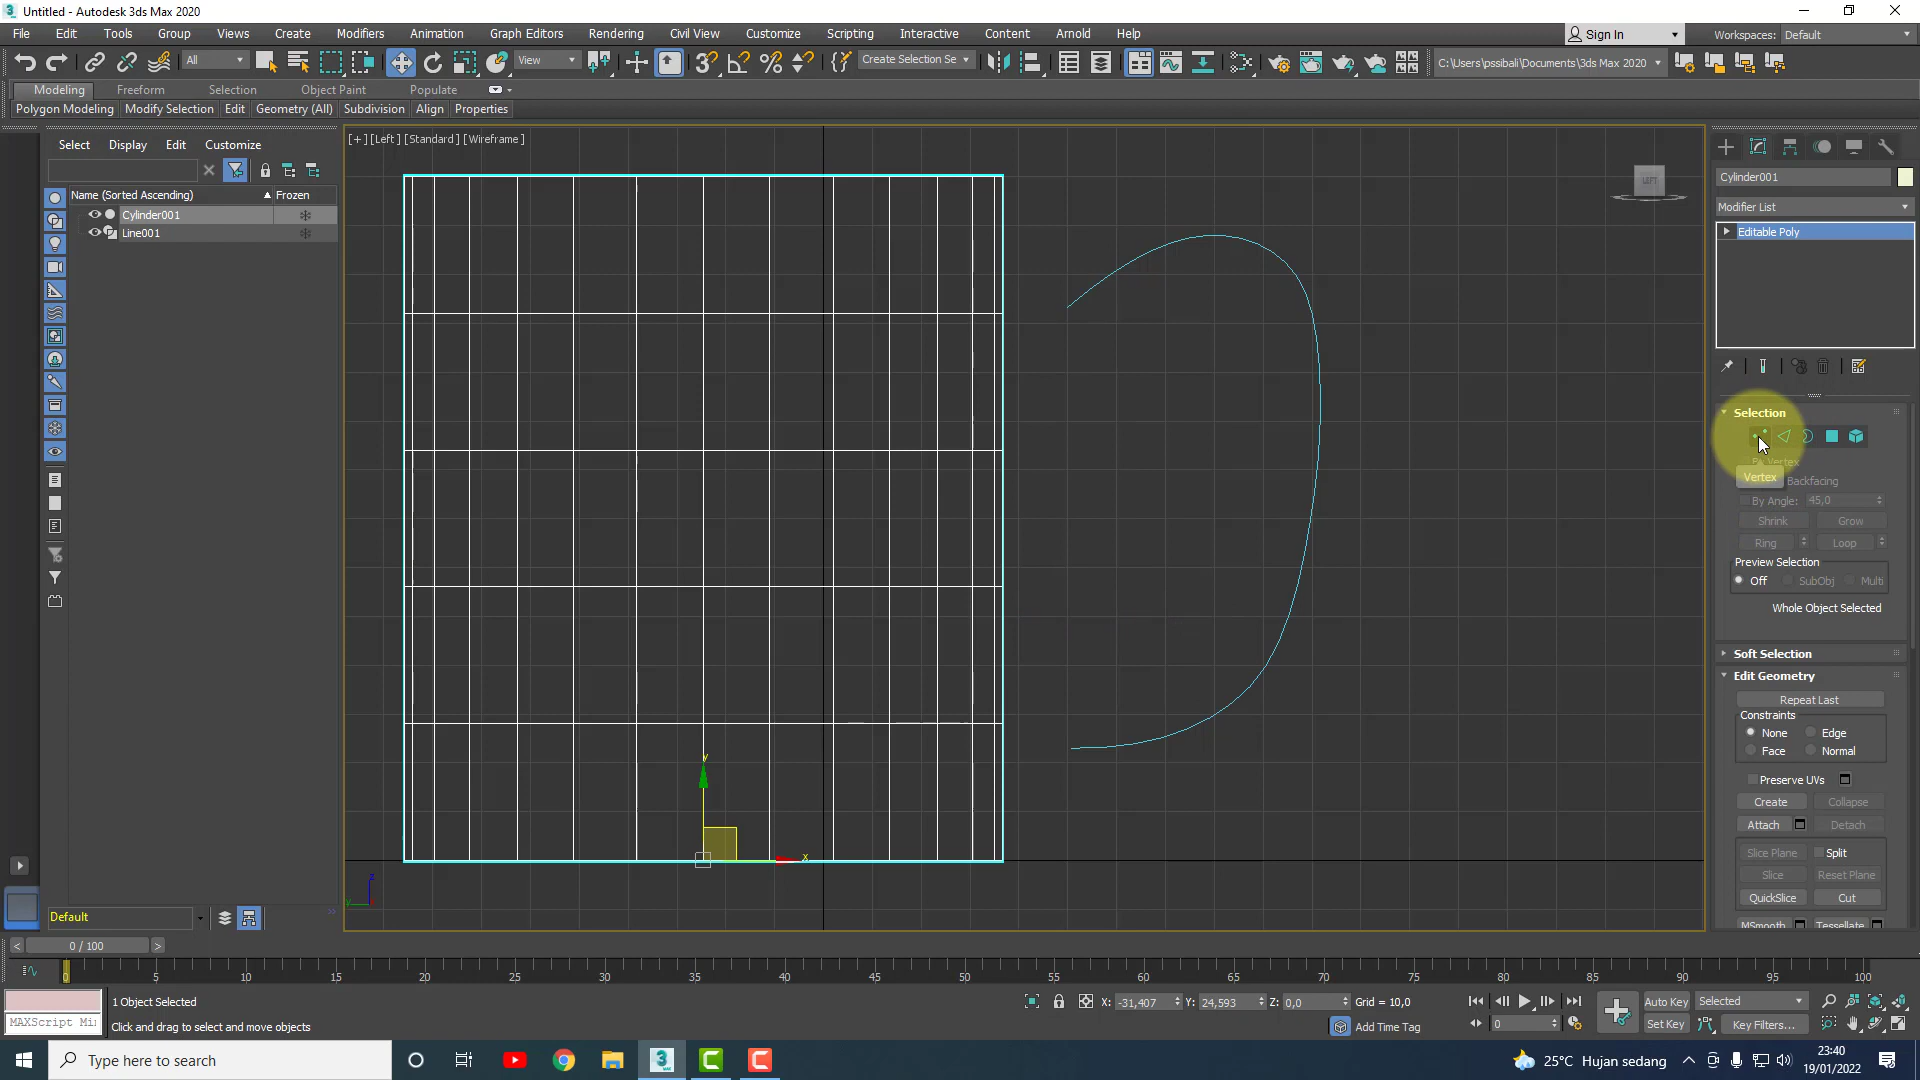 Untitled - Autodesk 3ds Max 2020
File Edit Tools Group Views Create Modifiers Animation Graph Editors Rendering Civil View Customize Scripting Interactive Content Arnold Help
Sign In Workspaces: Default
All View Create Selection Se C:\Users\pssibali\Documents\3ds Max 2020
Modeling Freeform Selection Object Paint Populate
Polygon Modeling Modify Selection Edit Geometry (All) Subdivision Align Properties
Select Display Edit Customize
Name (Sorted Ascending) Frozen
Cylinder001
Line001
[+] [Left] [Standard] [Wireframe]
LEFT
Cylinder001
Modifier List
Editable Poly
Selection
By Vertex
Vertex
Backfacing
By Angle: 45,0
Shrink Grow
Ring Loop
Preview Selection
Off SubObj Multi
Whole Object Selected
Soft Selection
Edit Geometry
Repeat Last
Constraints
None Edge
Face Normal
Preserve UVs
Create Collapse
Attach Detach
Slice Plane Split
Slice Reset Plane
QuickSlice Cut
MSmooth Tessellate
y
x
z
y
Default
0 / 100
0 5 10 15 20 25 30 35 40 45 50 55 60 65 70 75 80 85 90 95 100
1 Object Selected
X: -31,407 Y: 24,593 Z: 0,0 Grid = 10,0
Auto Key Selected
MAXScript Mi
Click and drag to select and move objects
Add Time Tag
0
Set Key Key Filters...
Type here to search
25°C Hujan sedang
23:40
19/01/2022